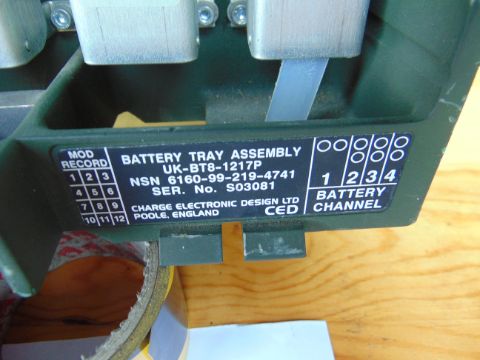 MOD
RECORD
1 2 3
4 5 6
7 8 9
10 11 12
BATTERY TRAY ASSEMBLY
UK-BT8-1217P
NSN 6160-99-219-4741
SER. No. S03081
CHARGE ELECTRONIC DESIGN LTD
POOLE, ENGLAND CED
1 2 3 4
BATTERY
CHANNEL